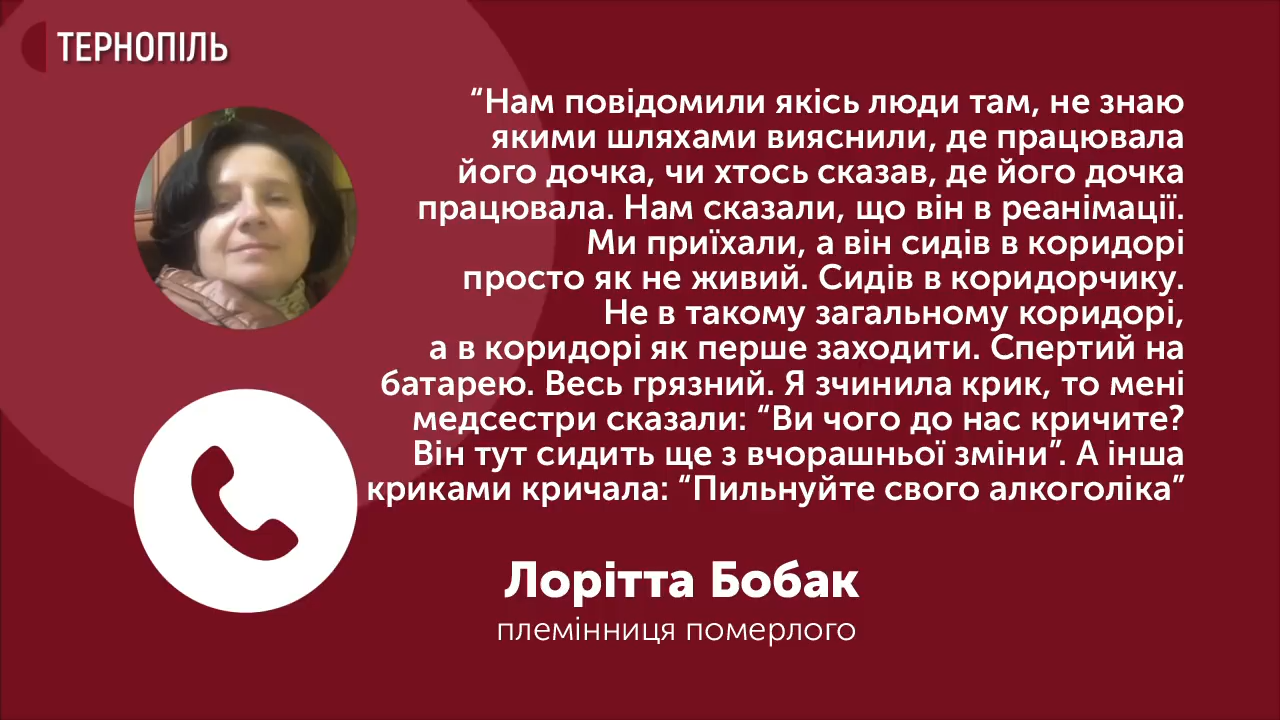 ТЕРНОПІЛЬ
“Нам повідомили якісь люди там, не знаю
якими шляхами вияснили, де працювала
його дочка, чи хтось сказав, де його дочка
працювала. Нам сказали, що він в реанімації.
Ми приїхали, а він сидів в коридорі
просто як не живий. Сидів в коридорчику.
Не в такому загальному коридорі,
а в коридорі як перше заходити. Спертий на
батарею. Весь грязний. Я зчинила крик, то мені
медсестри сказали: “Ви чого до нас кричите?
Він тут сидить ще з вчорашньої зміни”. А інша
криками кричала: “Пильнуйте свого алкоголіка”
Лорітта Бобак
племінниця померлого